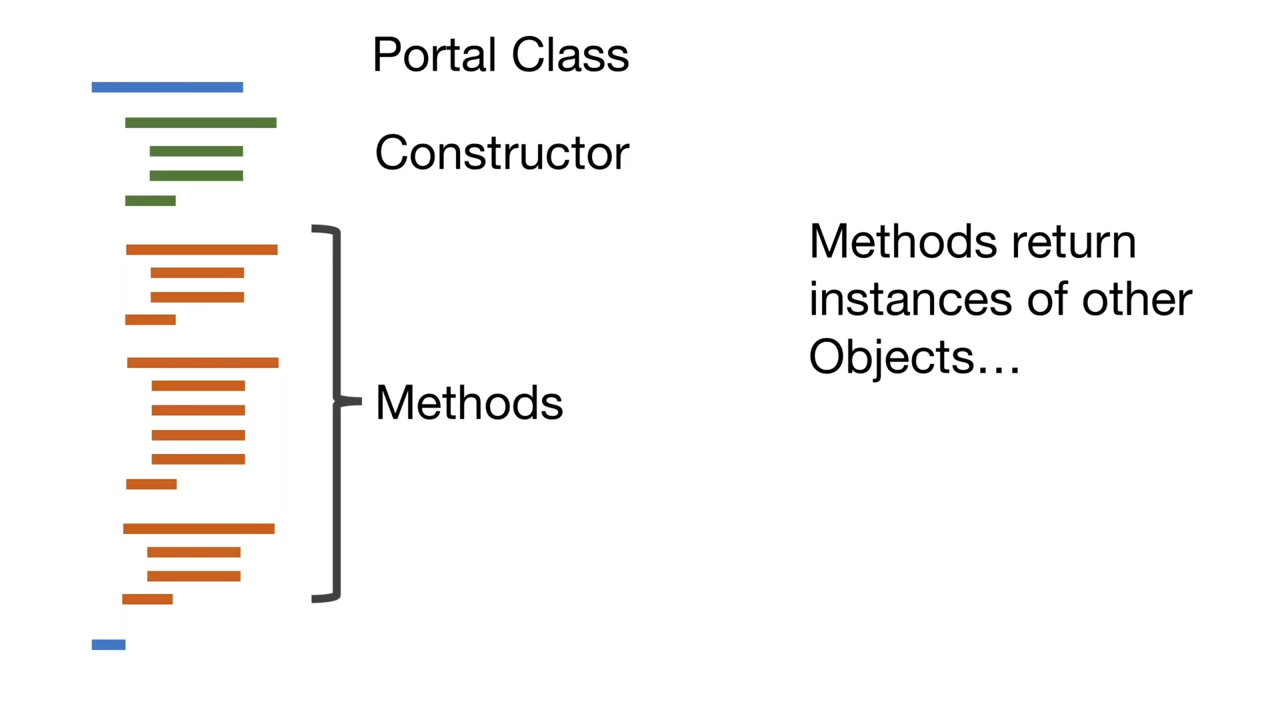 Portal Class
Constructor
Methods
Methods return
instances of other
Objects…